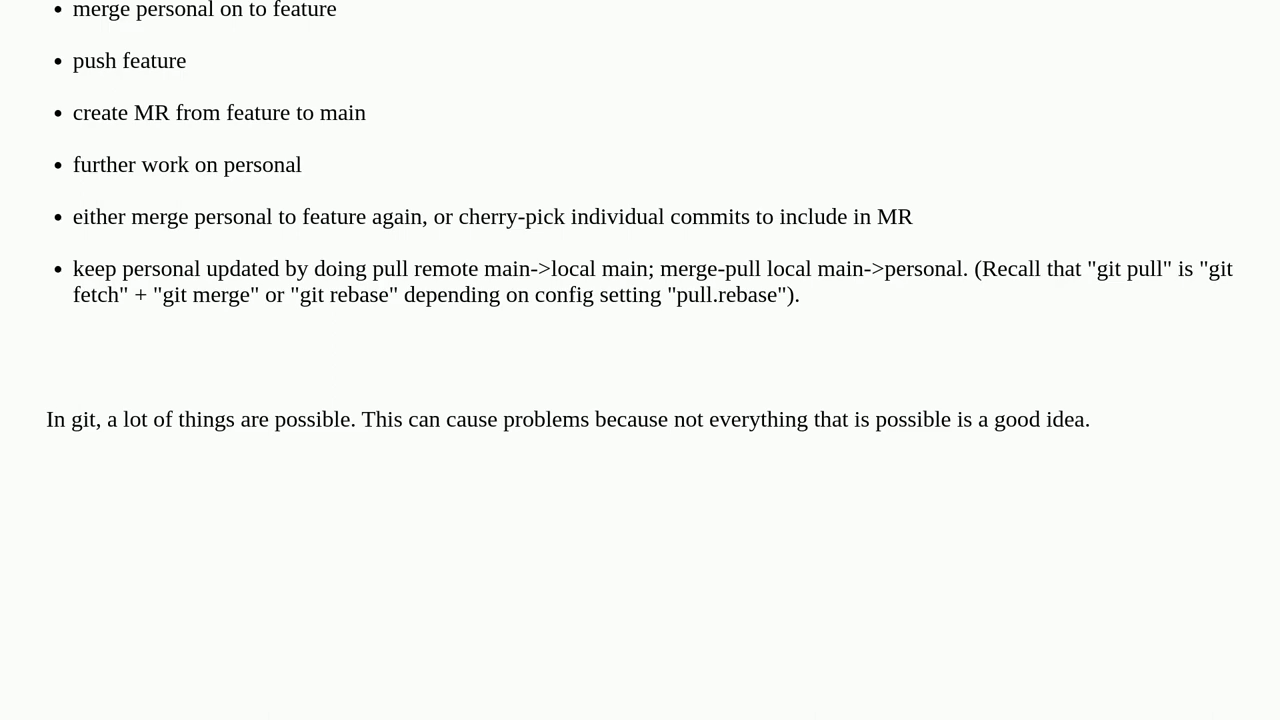 • merge personal on to feature
• push feature
• create MR from feature to main
• further work on personal
• either merge personal to feature again, or cherry-pick individual commits to include in MR
• keep personal updated by doing pull remote main->local main; merge-pull local main->personal. (Recall that "git pull" is "git
fetch" + "git merge" or "git rebase" depending on config setting "pull.rebase").
In git, a lot of things are possible. This can cause problems because not everything that is possible is a good idea.